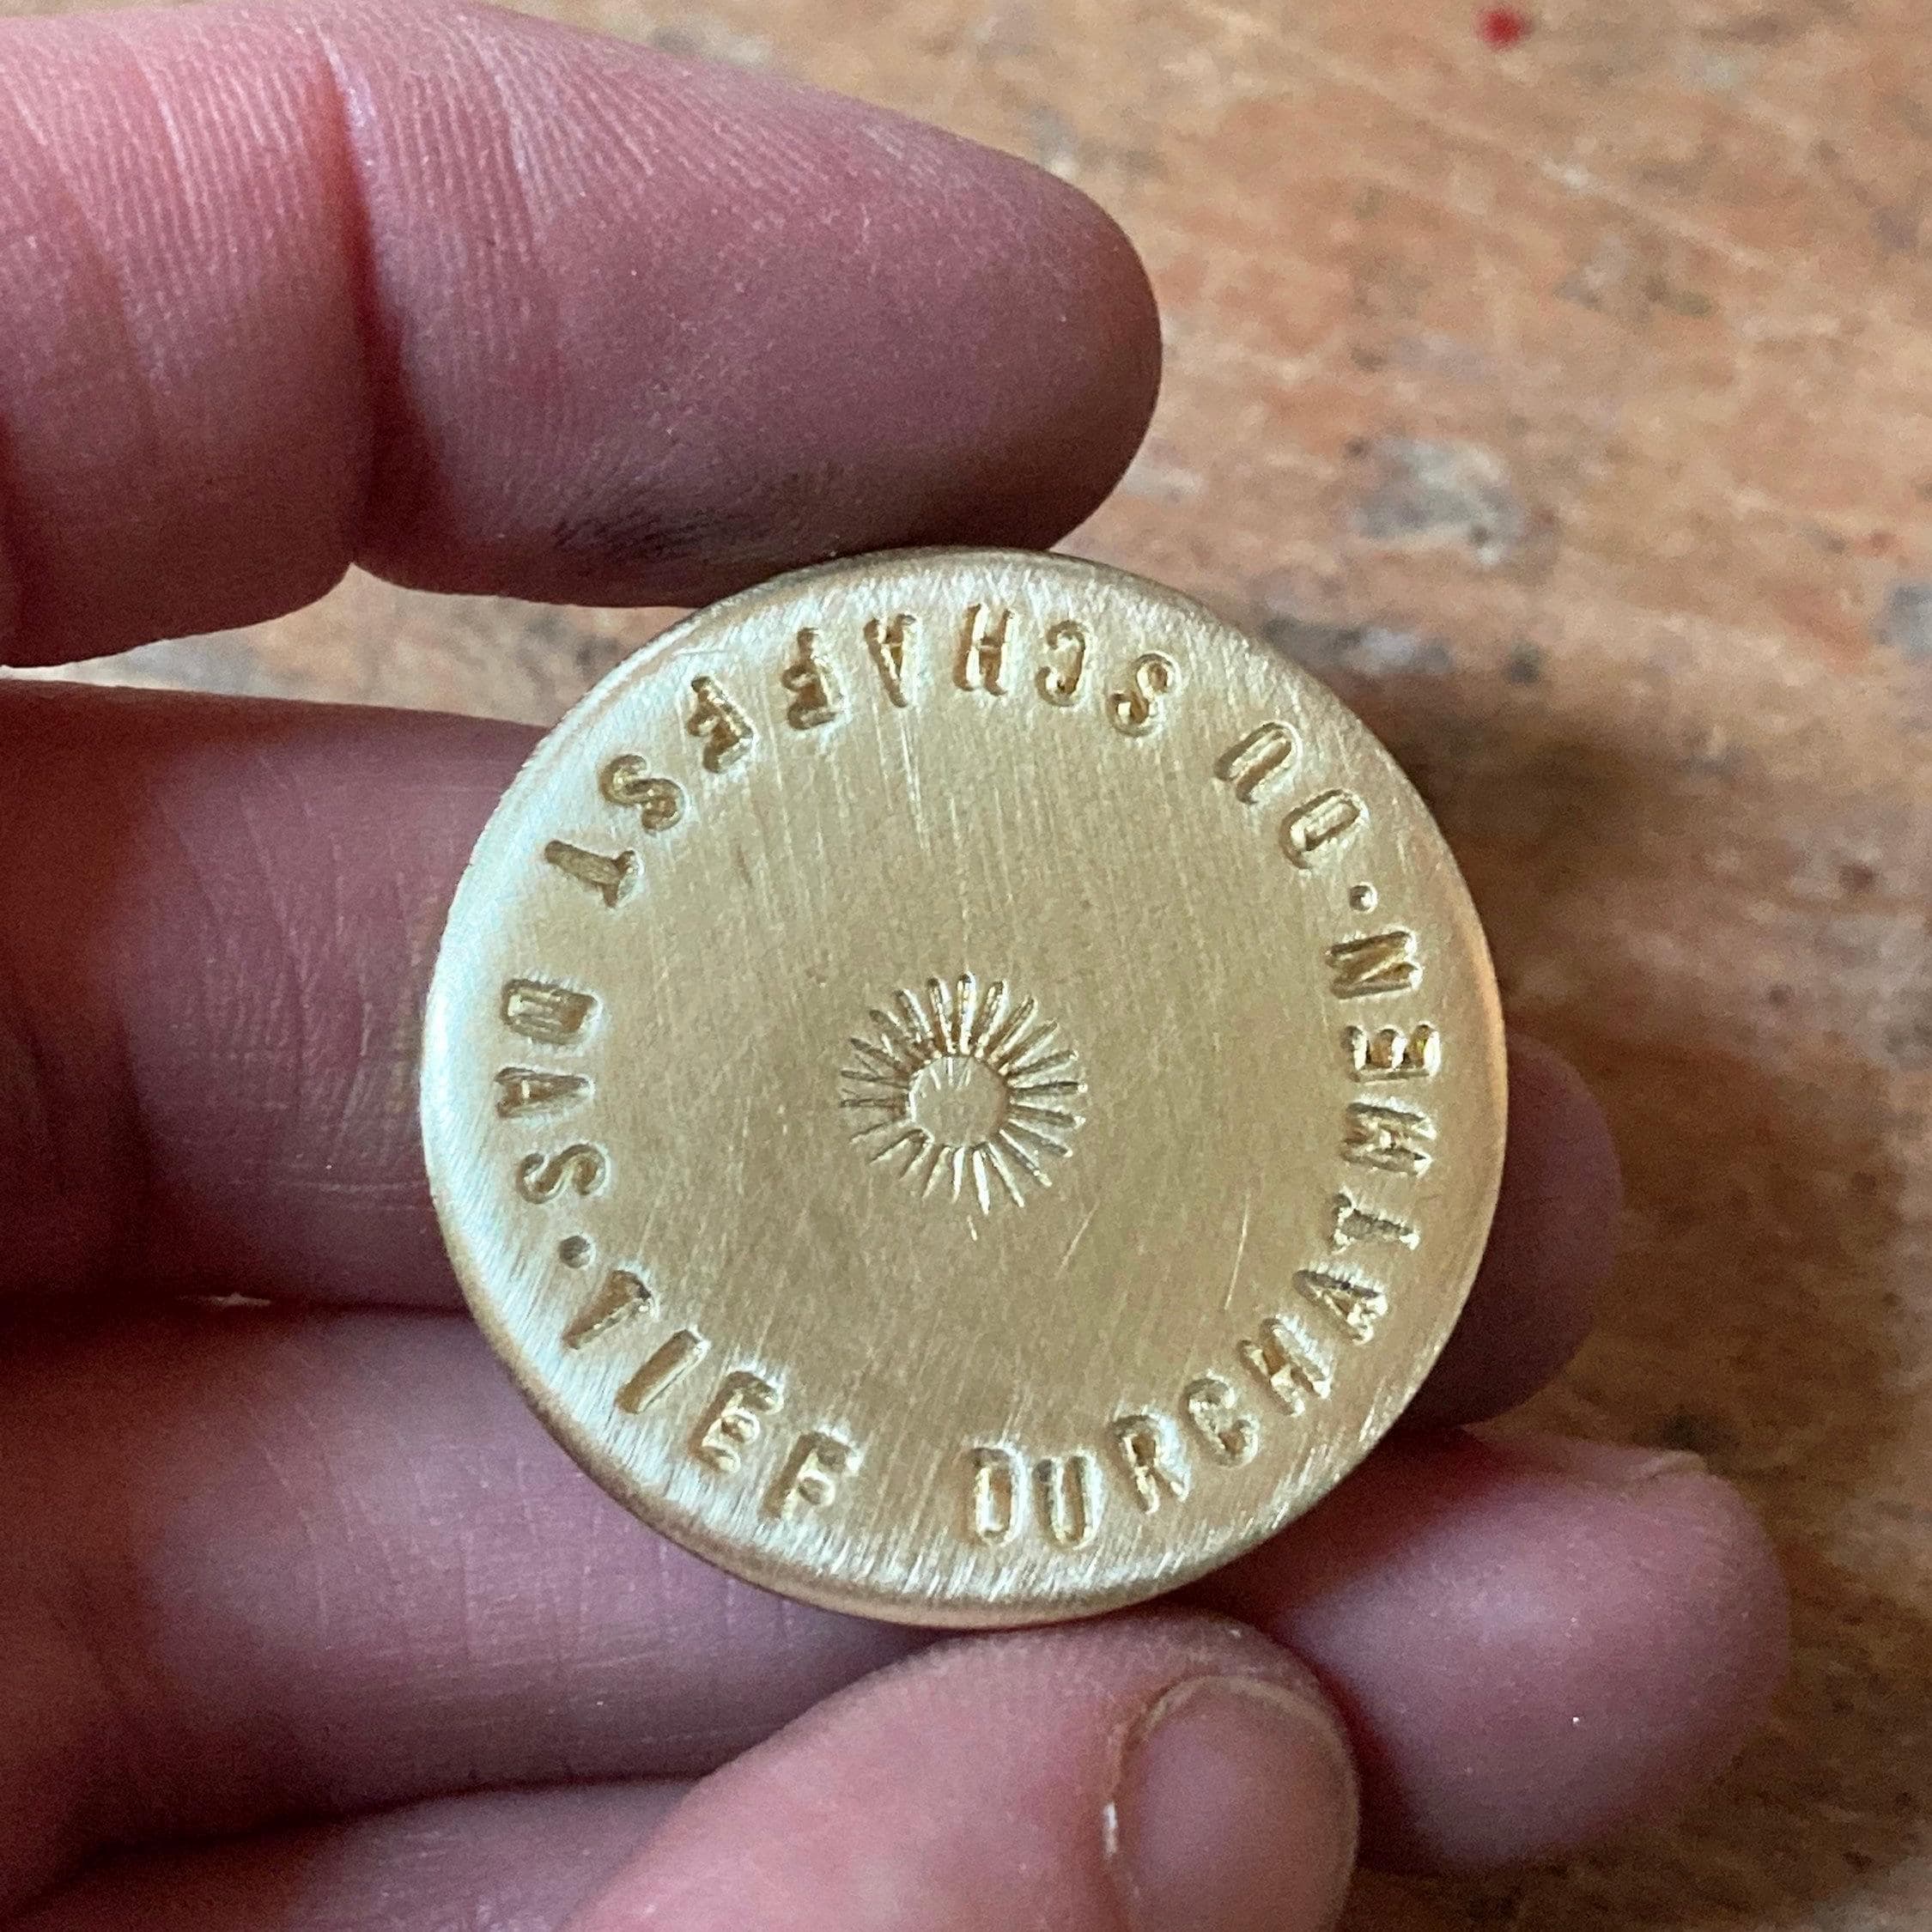 TIEF DURCHATMEN. DU SCHAFFST DAS.